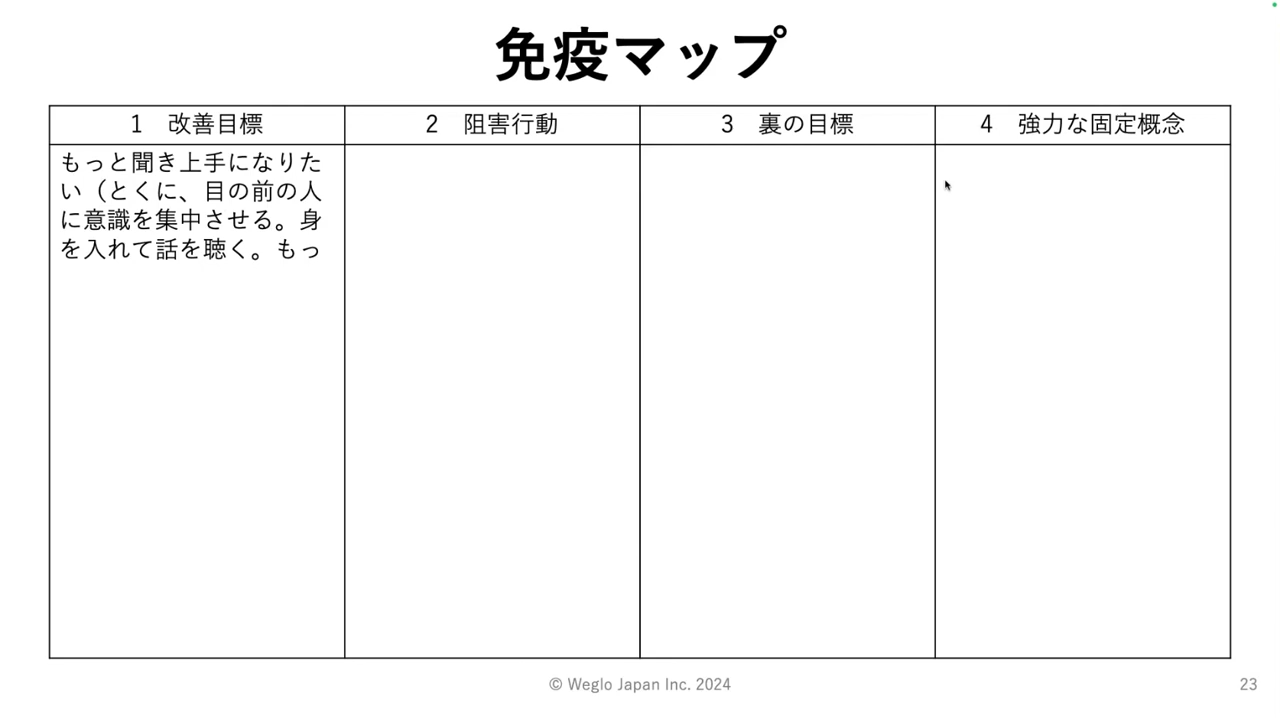 免疫マップ
1　改善目標
2　阻害行動
3　裏の目標
4　強力な固定概念
もっと聞き上手になりた
い（とくに、目の前の人
に意識を集中させる。身
を入れて話を聴く。もっ
© Weglo Japan Inc. 2024
23